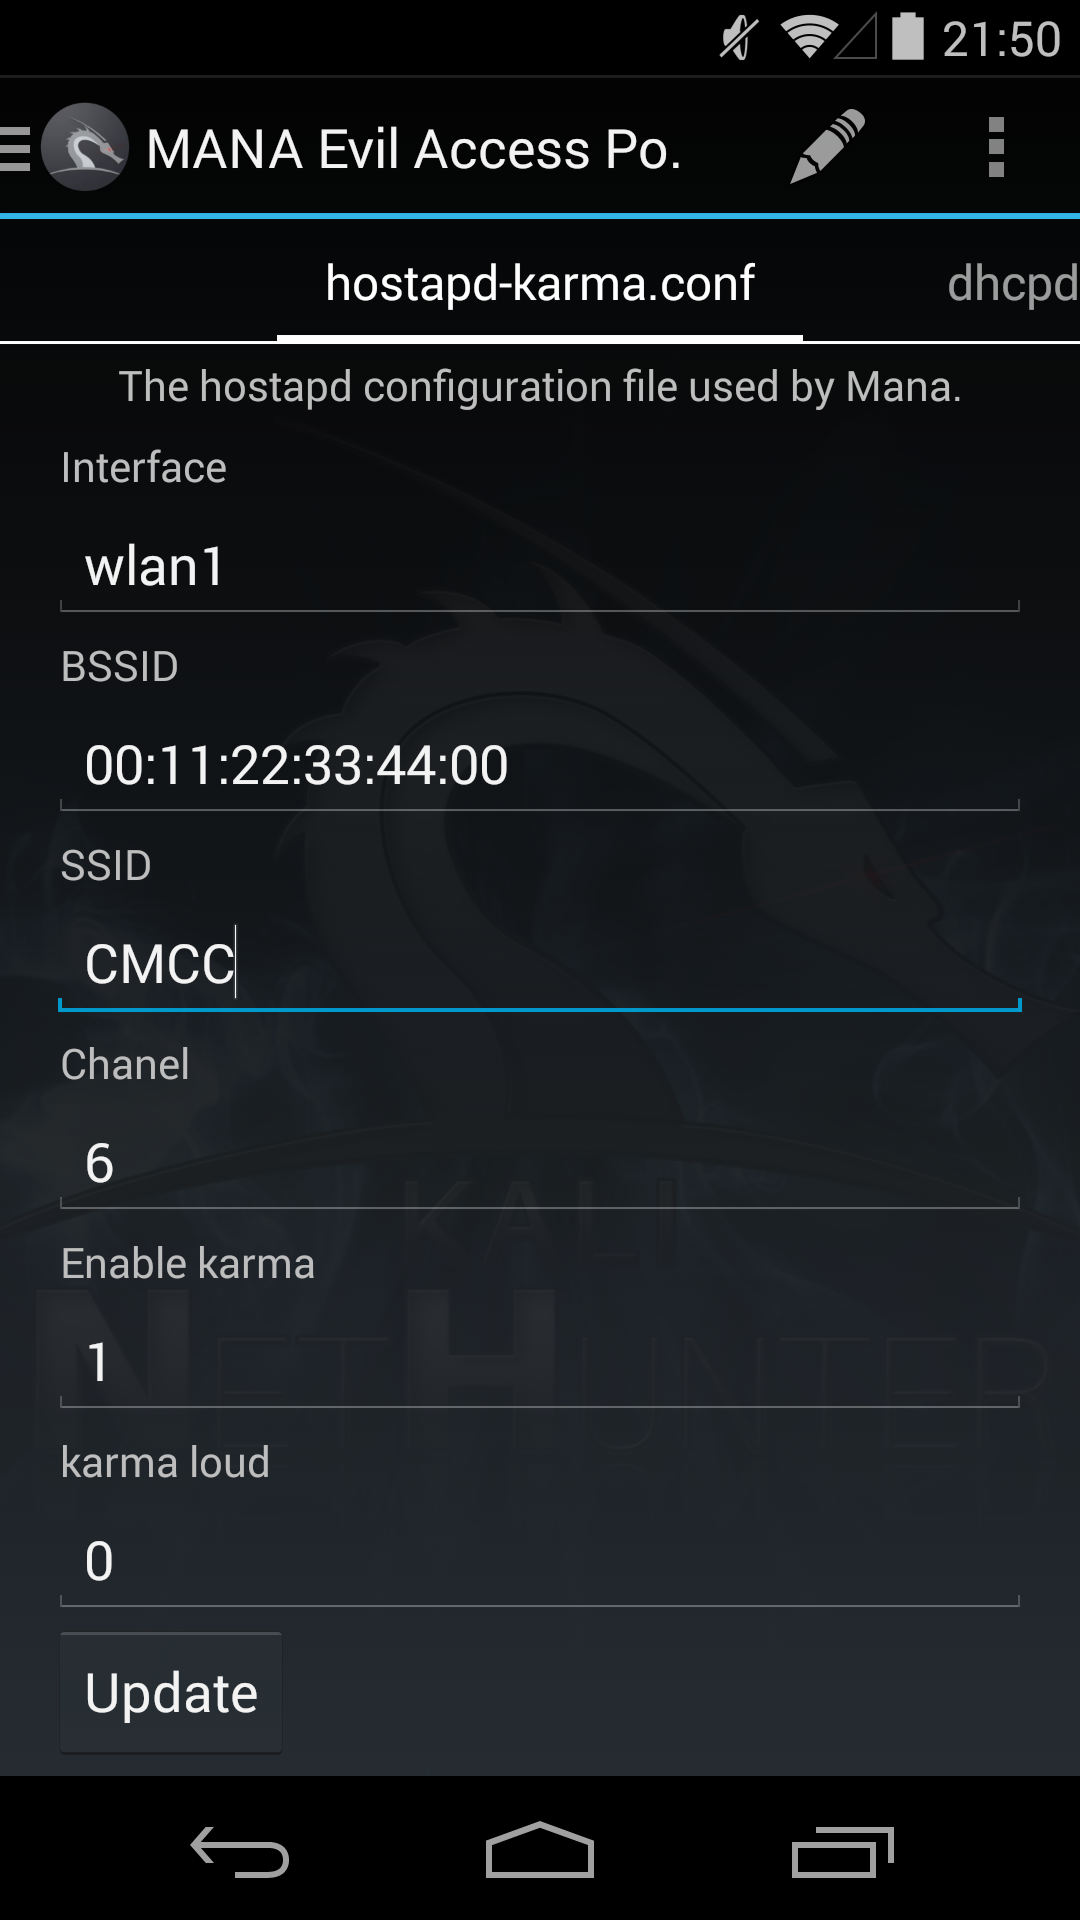 21:50
MANA Evil Access Po.
hostapd-karma.conf
dhcpd
The hostapd configuration file used by Mana.
Interface
wlan1
BSSID
00:11:22:33:44:00
SSID
CMCC
Chanel
6
KALI
Enable karma
NETHUNTER
1
karma loud
0
Update